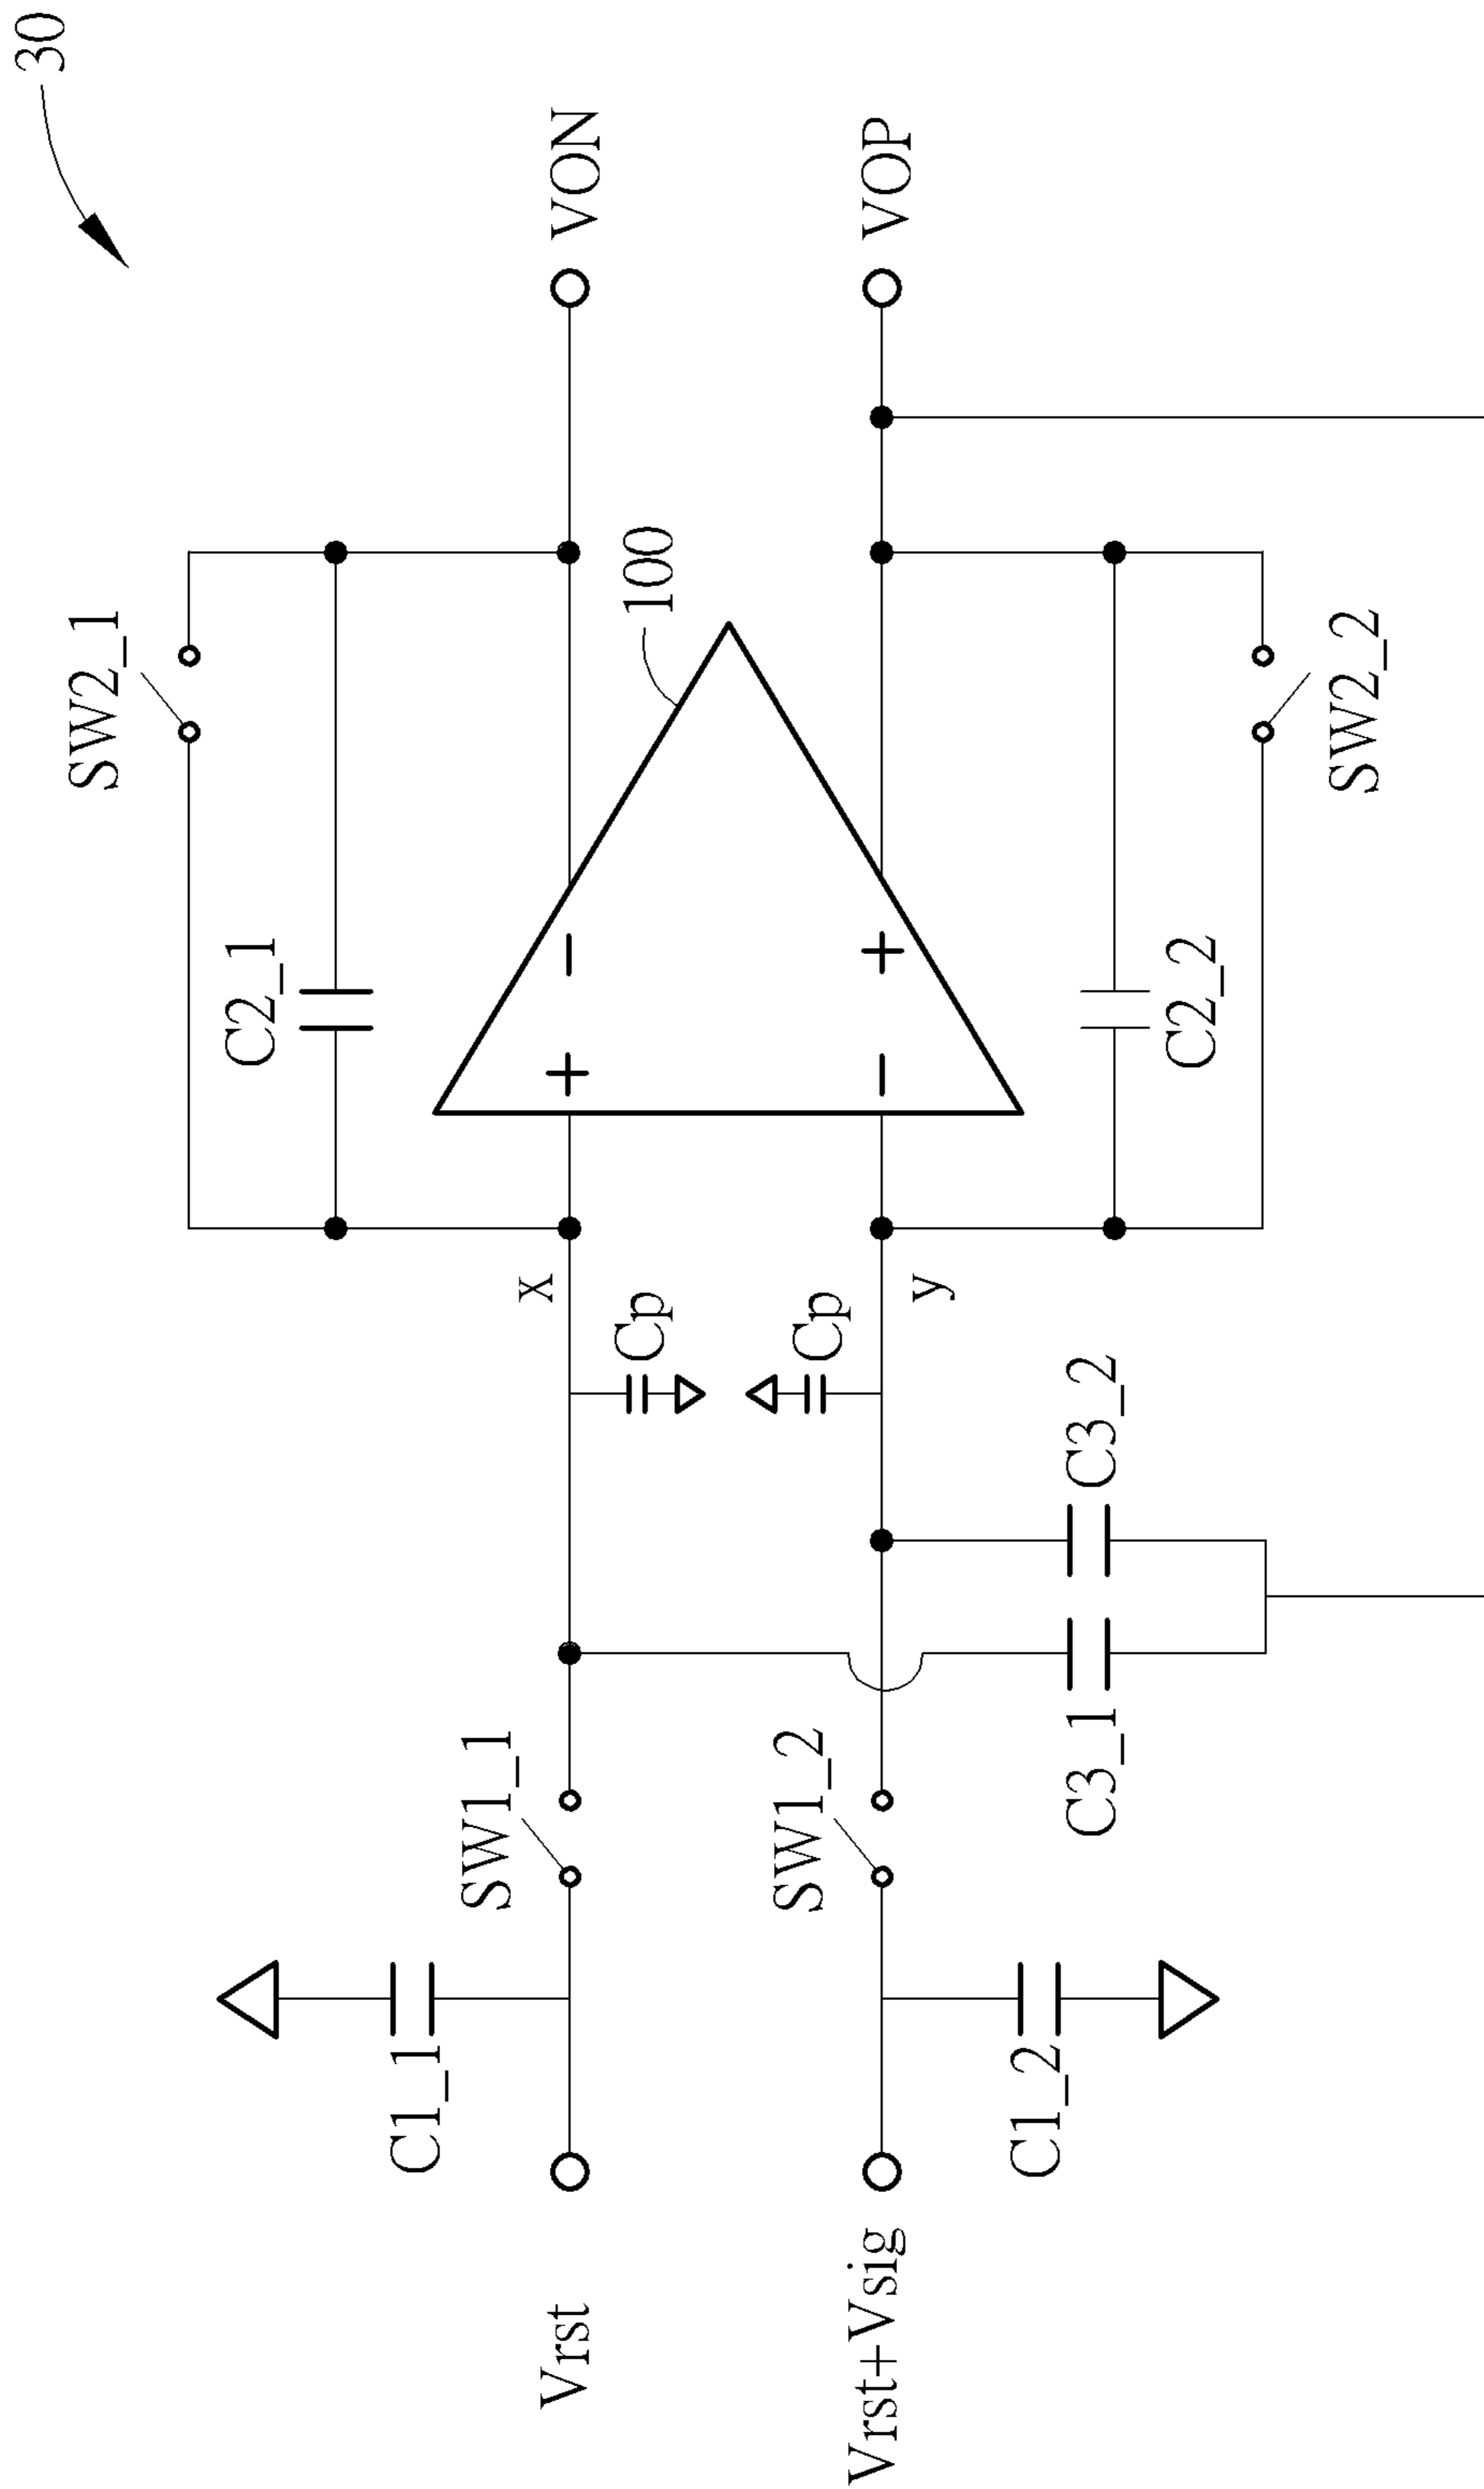 30
SW2_1
C2_1
VON
100
+
−
x
Cp
SW1_1
C1_1
Vrst
VOP
+
−
y
Cp
SW1_2
Vrst+Vsig
C1_2
C3_1
C3_2
C2_2
SW2_2